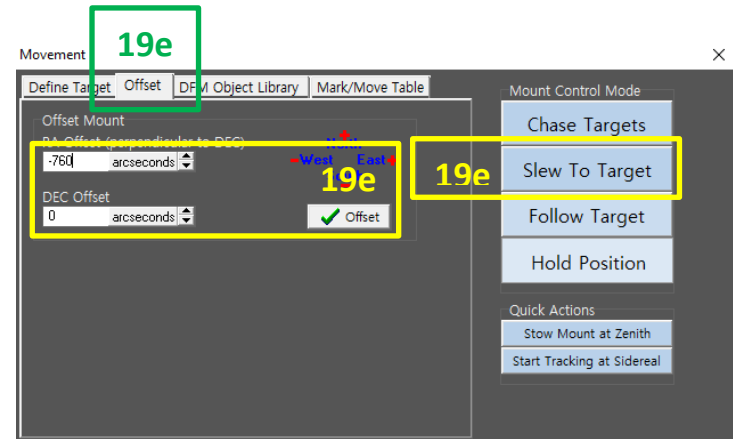 19e
Movement
Define Target Offset DFM Object Library Mark/Move Table
Offset Mount
RA Offset (perpendicular to DEC)
-760 arcseconds
North
-West East+
19e
DEC Offset
0 arcseconds
Offset
Mount Control Mode
Chase Targets
19e
Slew To Target
Follow Target
Hold Position
Quick Actions
Stow Mount at Zenith
Start Tracking at Sidereal